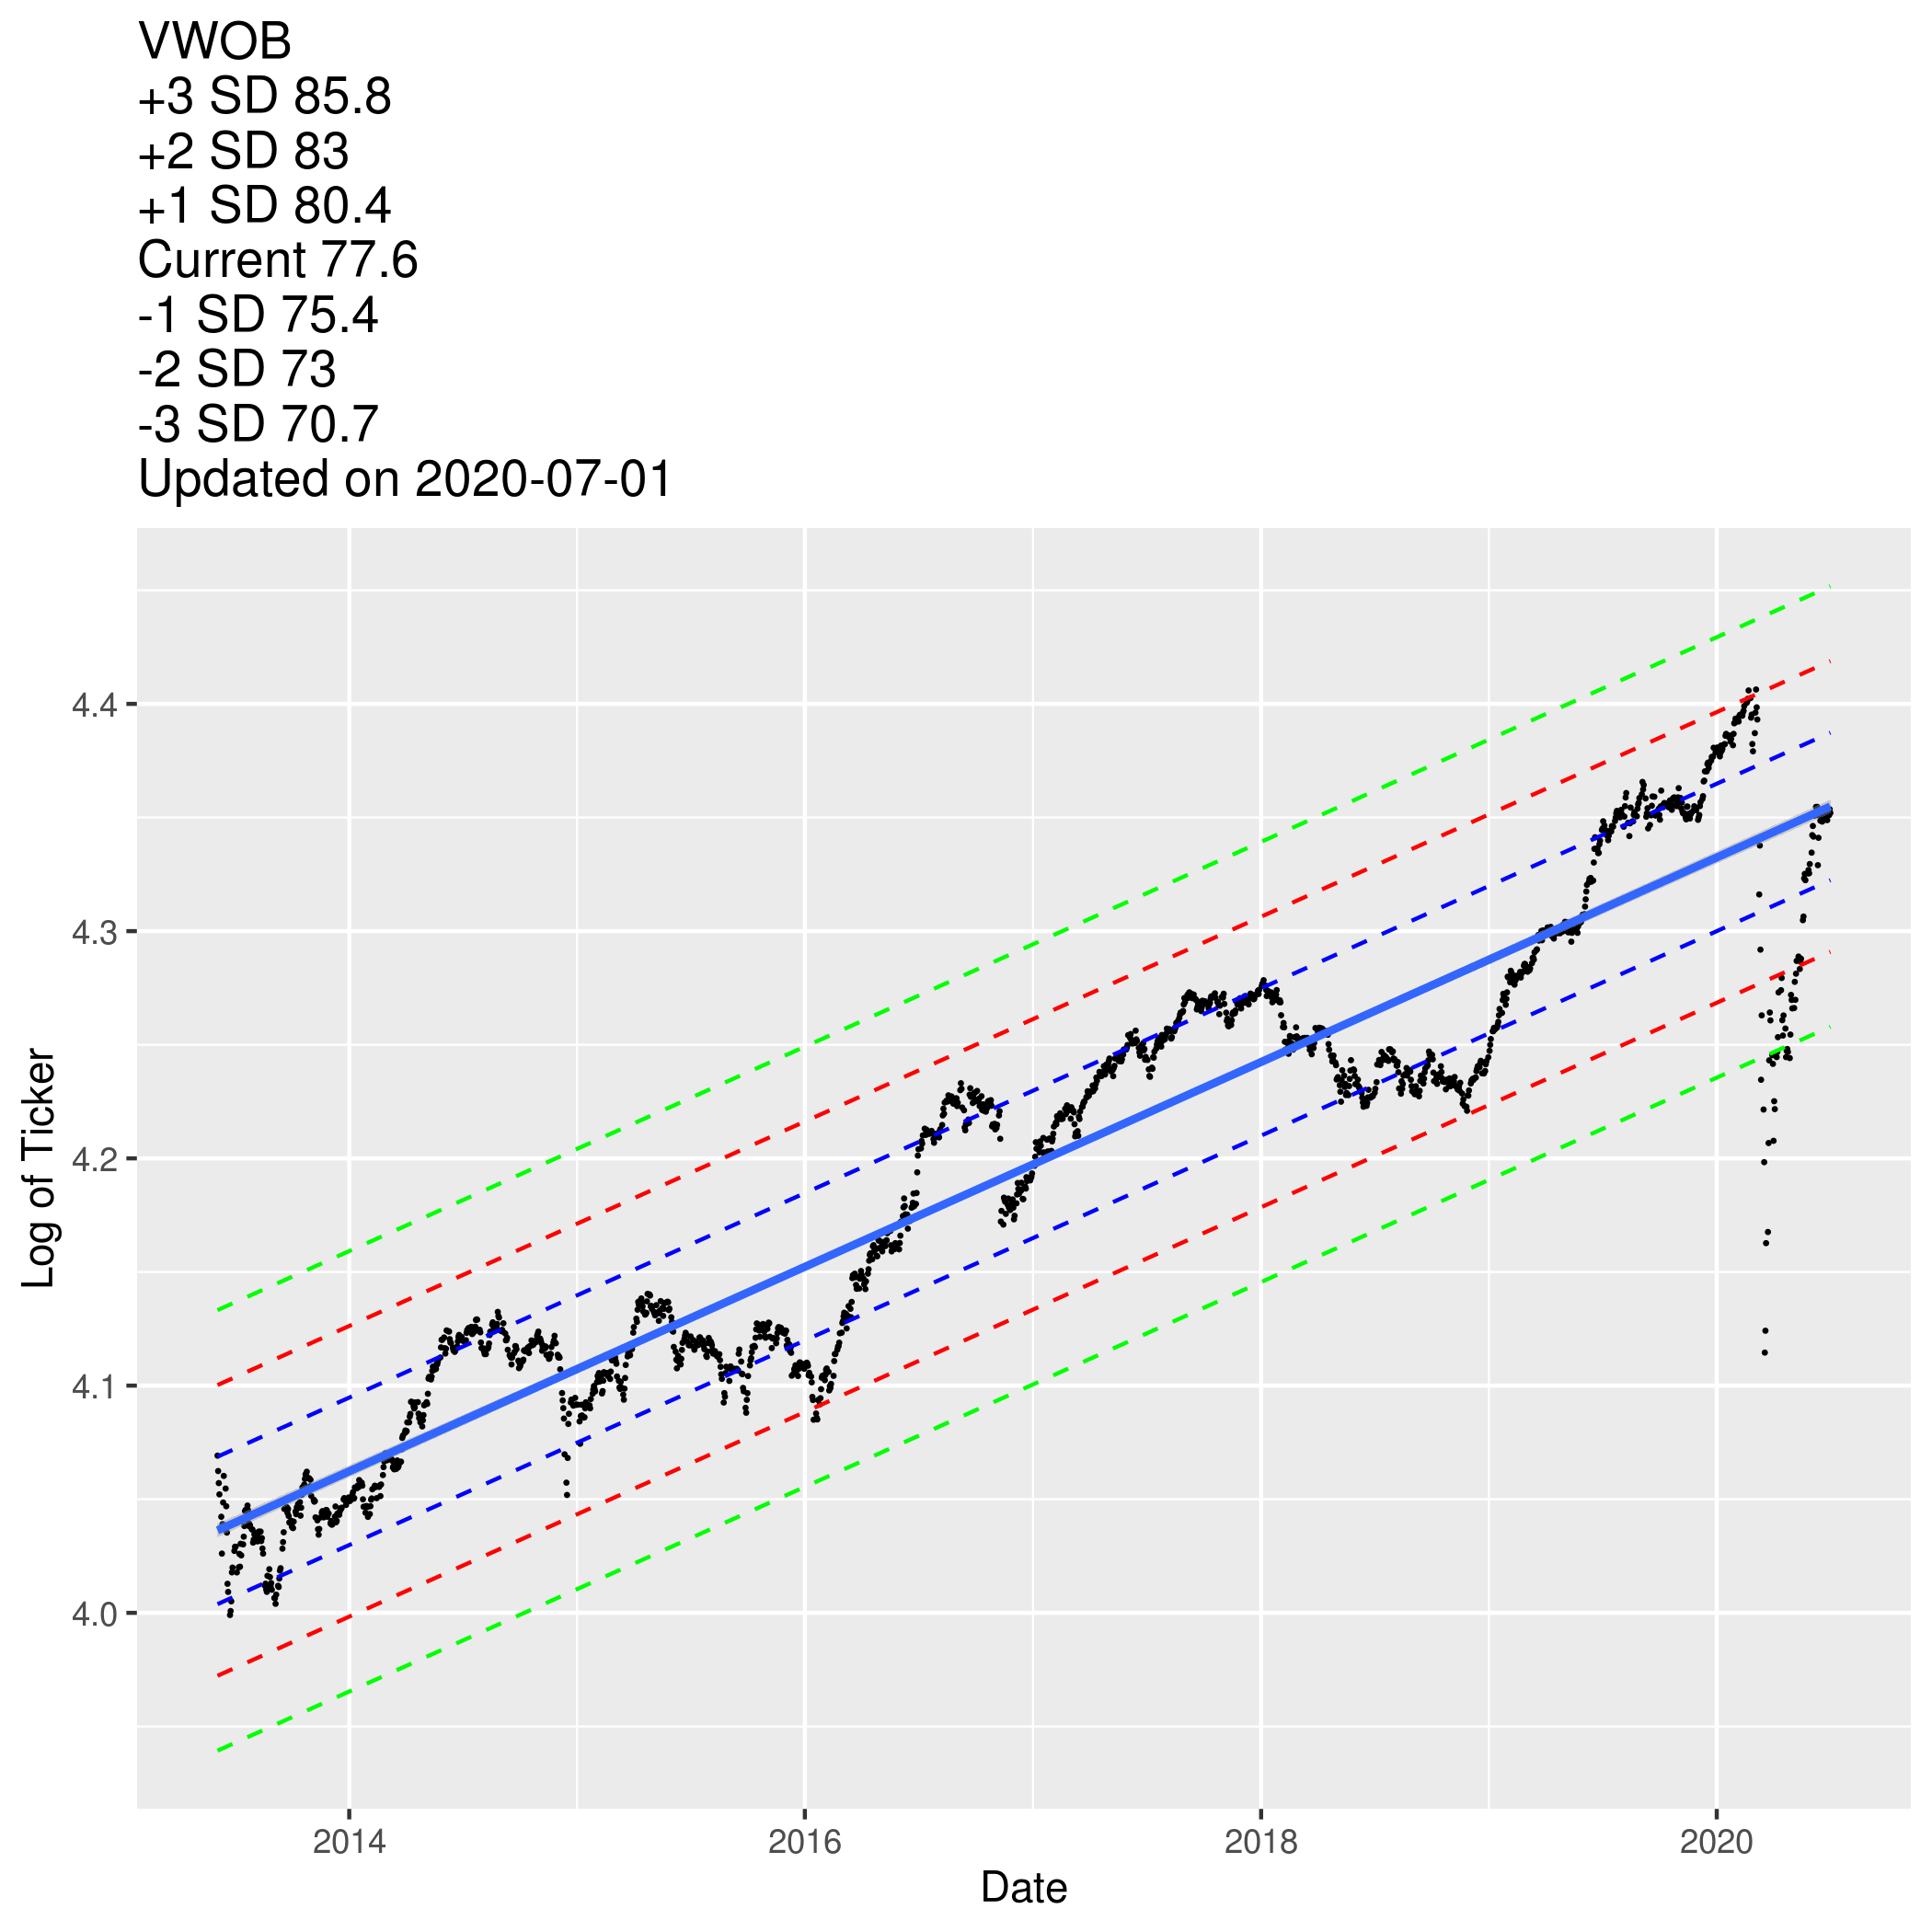 VWOB
+3 SD 85.8
+2 SD 83
+1 SD 80.4
Current 77.6
-1 SD 75.4
-2 SD 73
-3 SD 70.7
Updated on 2020-07-01
4.4
4.3
4.2
4.1
4.0
Log of Ticker
2014 2016 2018 2020
Date